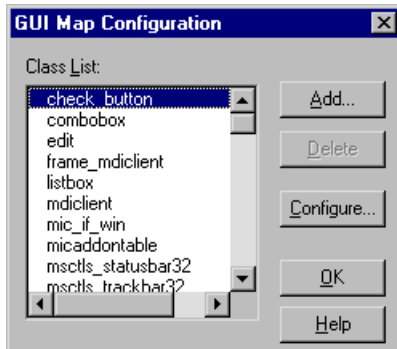 GUI Map Configuration
Class List:
check_button
combobox
edit
frame_mdiclient
listbox
mdiclient
mic_if_win
micaddontable
msctls_statusbar32
msctls_trackbar32
Add...
Delete
Configure...
OK
Help